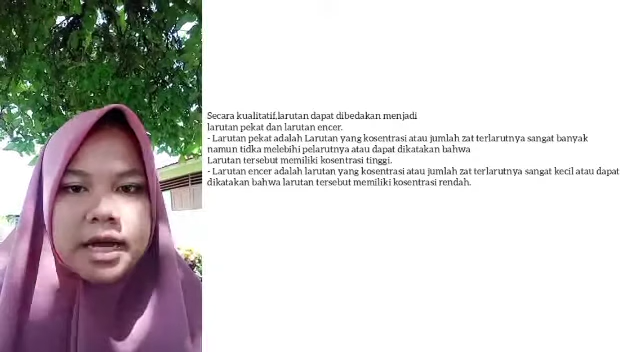 Secara kualitatif,larutan dapat dibedakan menjadi
larutan pekat dan larutan encer.
- Larutan pekat adalah Larutan yang kosentrasi atau jumlah zat terlarutnya sangat banyak
namun tidka melebihi pelarutnya atau dapat dikatakan bahwa
Larutan tersebut memiliki kosentrasi tinggi.
- Larutan encer adalah larutan yang kosentrasi atau jumlah zat terlarutnya sangat kecil atau dapat
dikatakan bahwa larutan tersebut memiliki kosentrasi rendah.